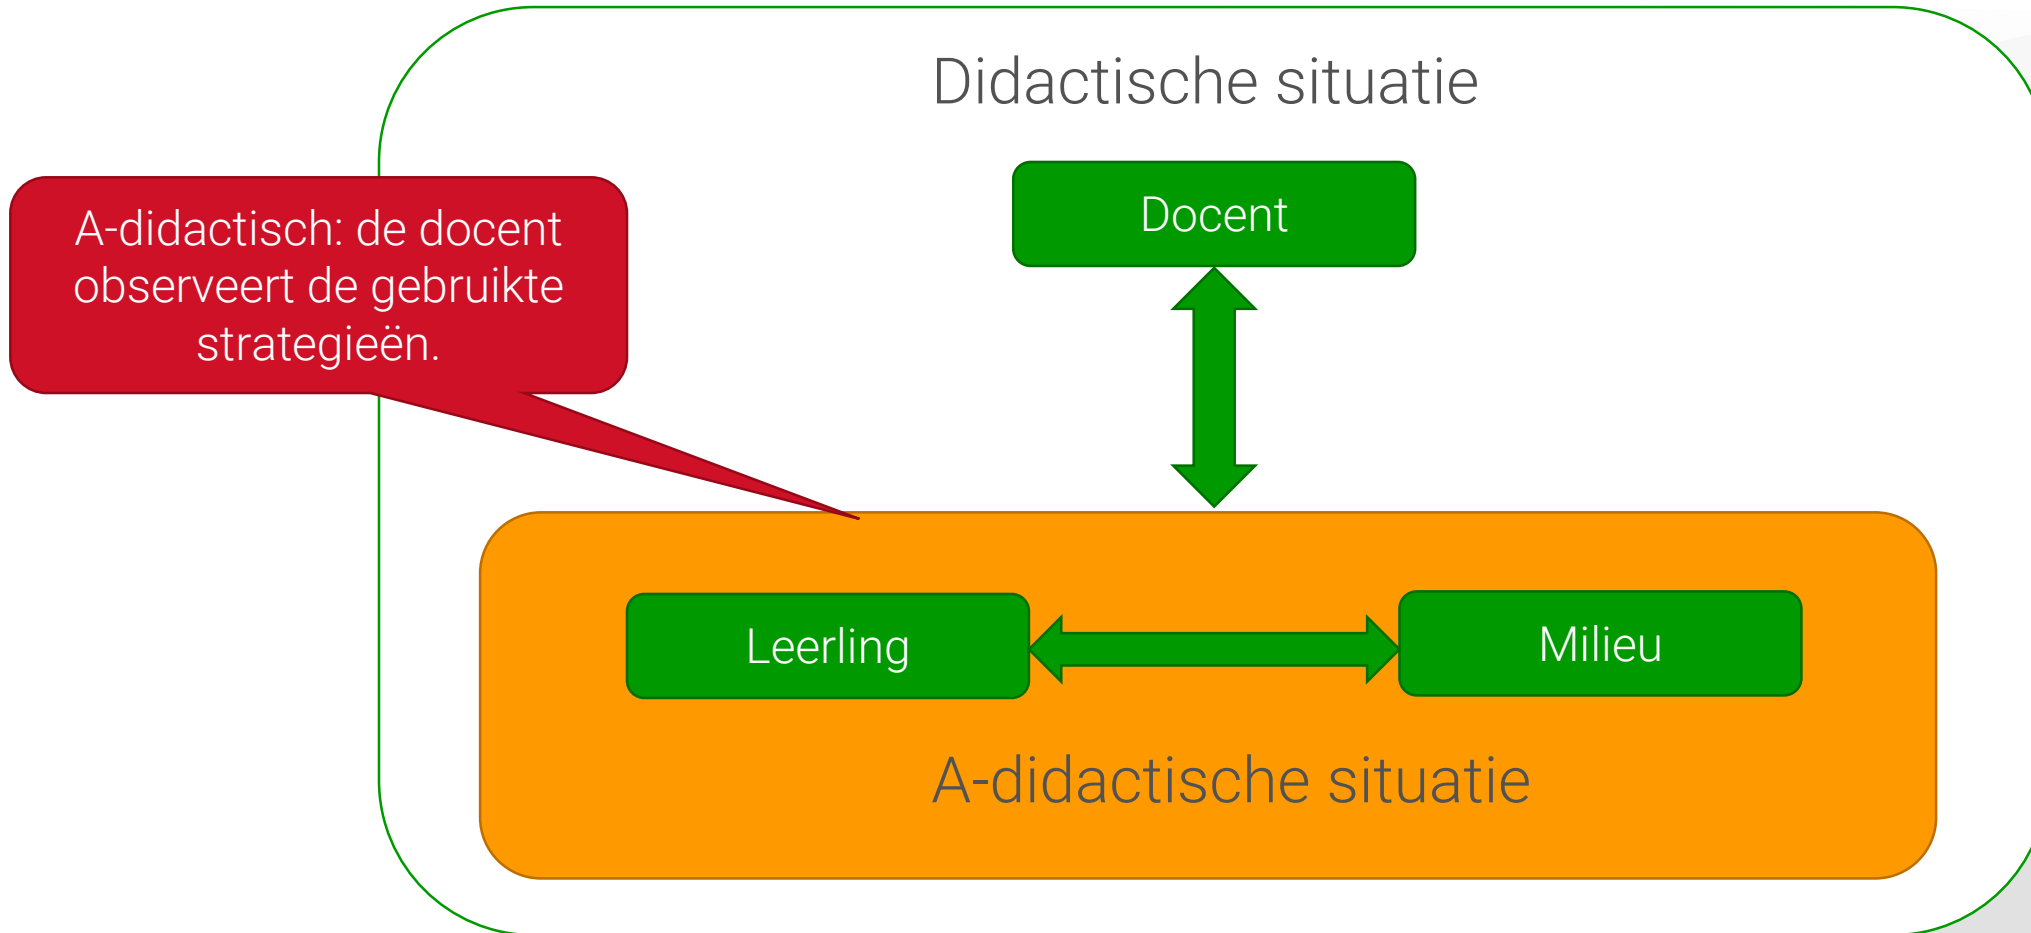 Didactische situatie
Docent
A-didactisch: de docent
observeert de gebruikte
strategieën.
Leerling
Milieu
A-didactische situatie